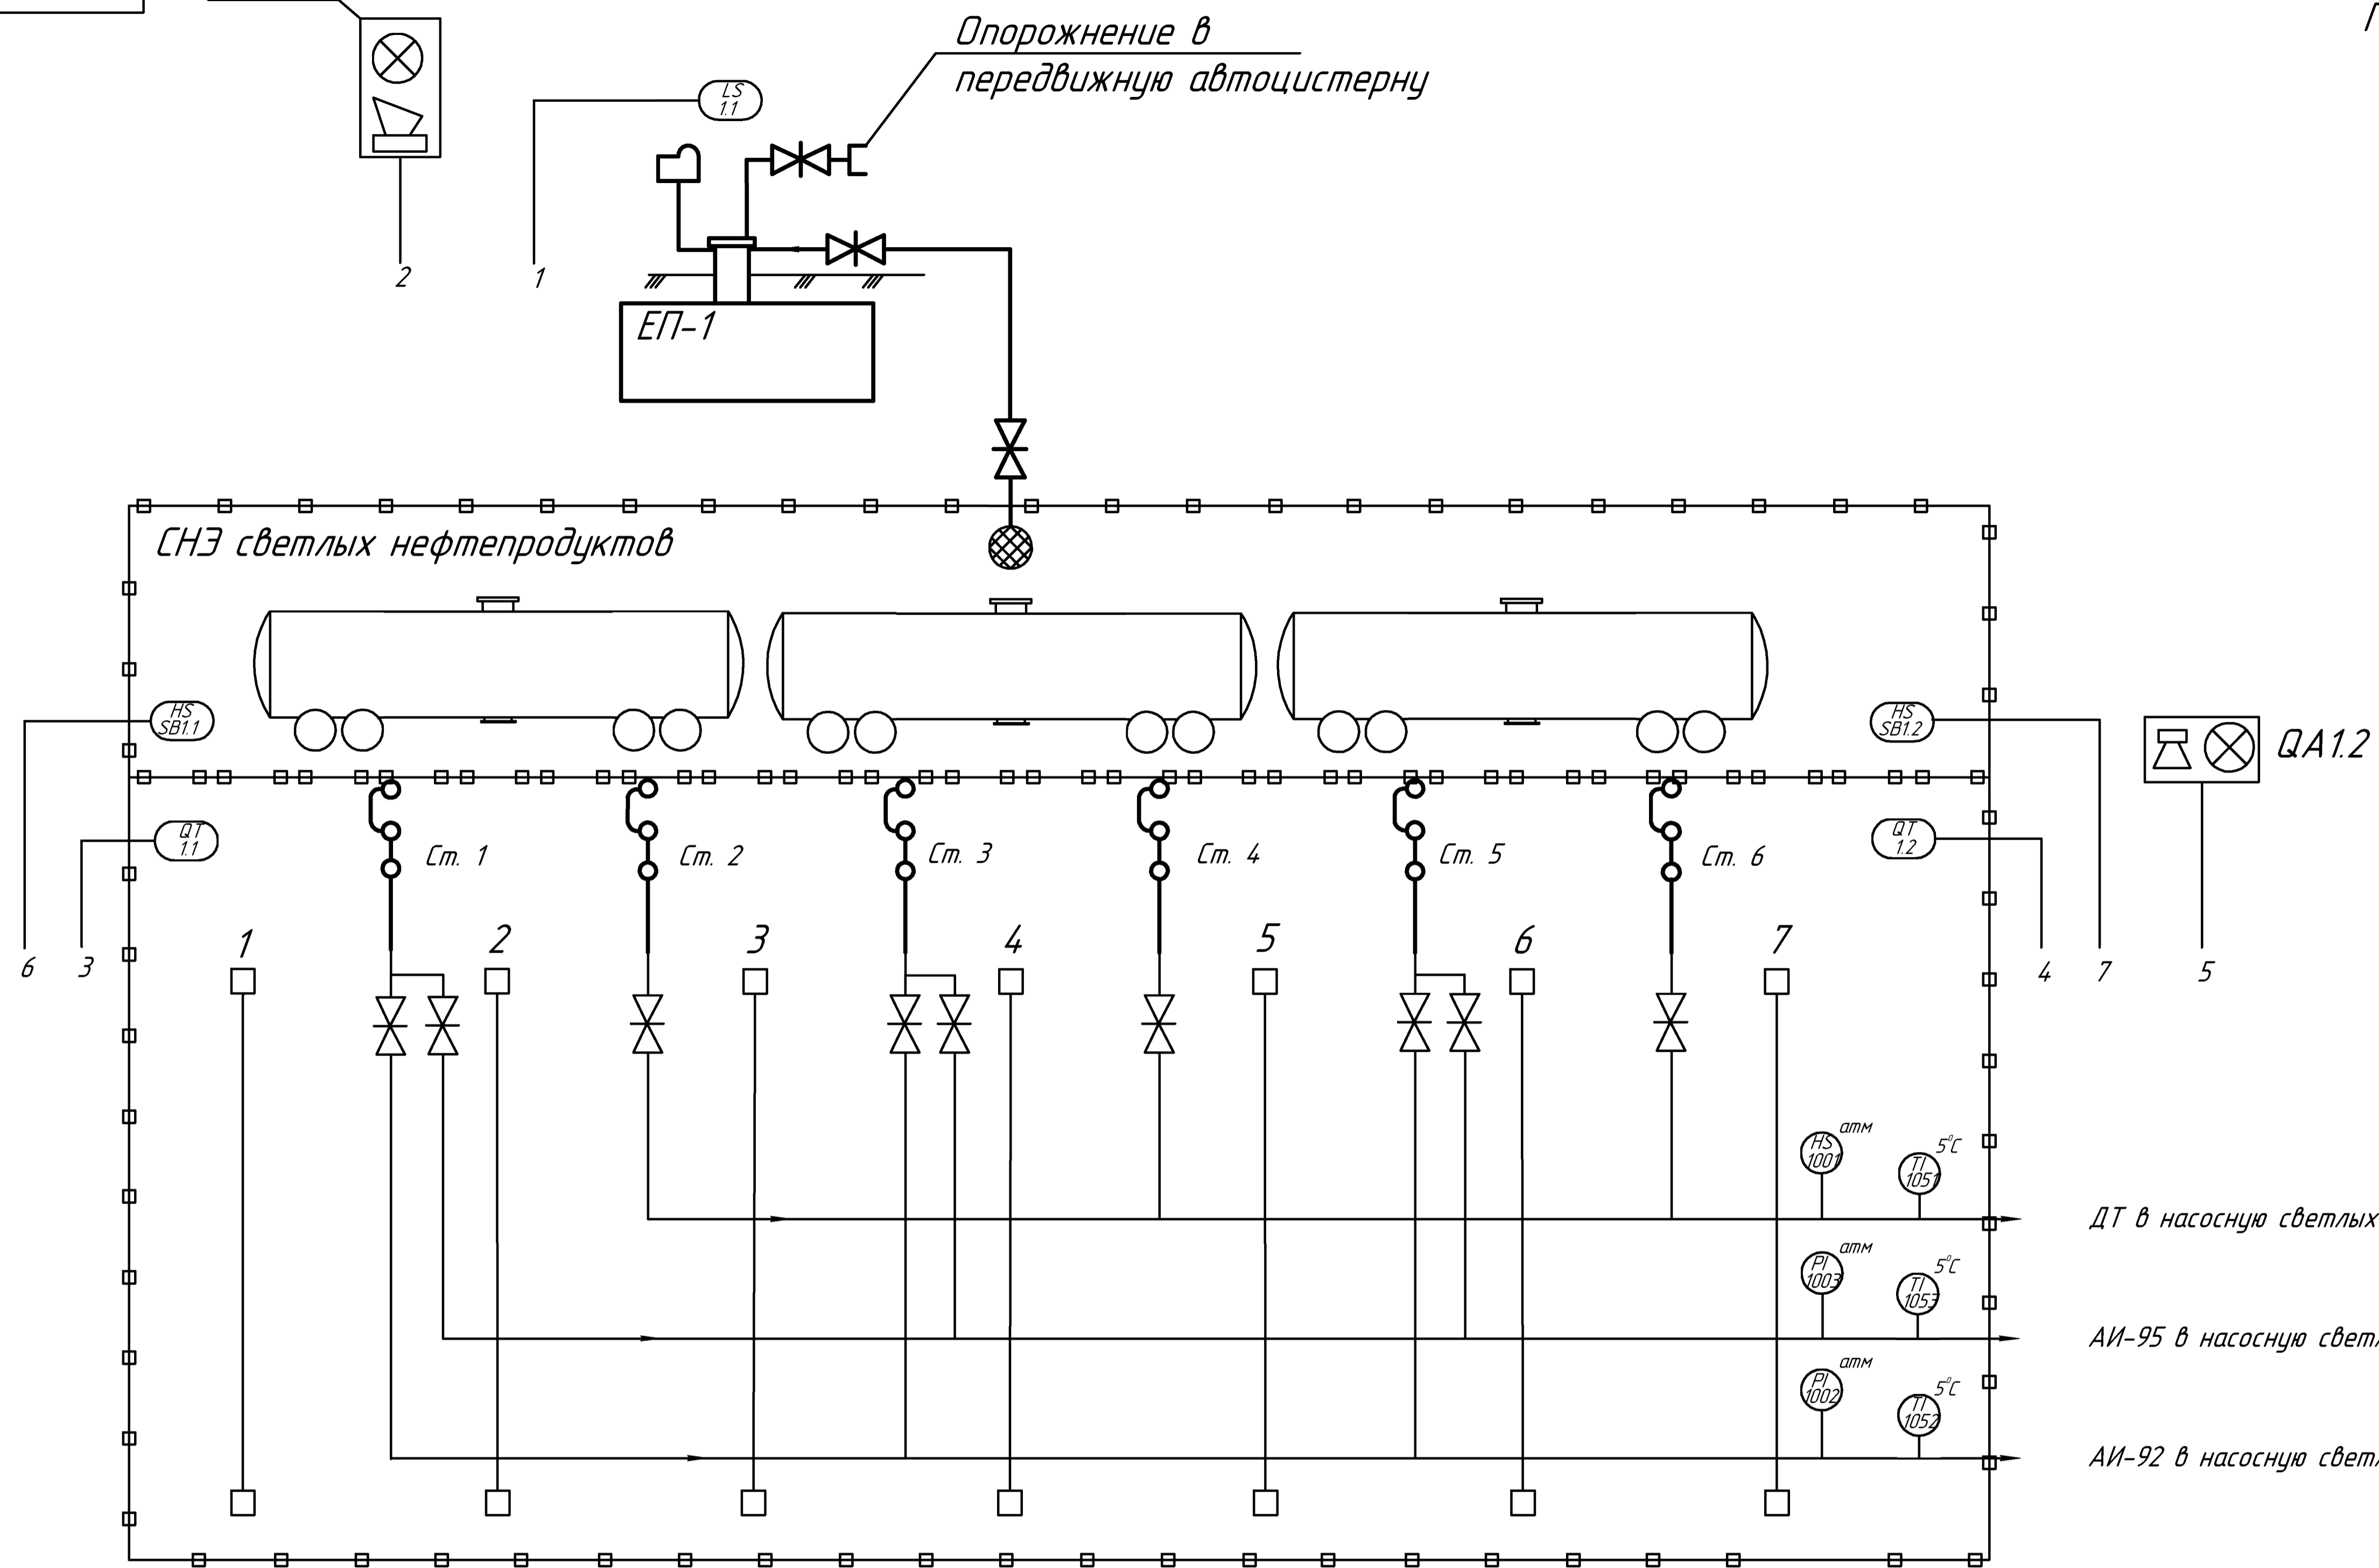 Опорожнение в
передвижную автоцистерну
LS
1.1
2
1
ЕП-1
СНЭ светлых нефтепродуктов
HS
SB1.1
HS
SB1.2
QA1.2
QT
1.1
QT
1.2
Ст. 1
Ст. 2
Ст. 3
Ст. 4
Ст. 5
Ст. 6
1
2
3
4
5
6
7
6
3
4
7
5
атм
HS
1001
5°С
TI
1051
ДТ в насосную светлых
атм
PI
1003
5°С
TI
1053
АИ-95 в насосную
атм
PI
1002
5°С
TI
1052
АИ-92 в насосную